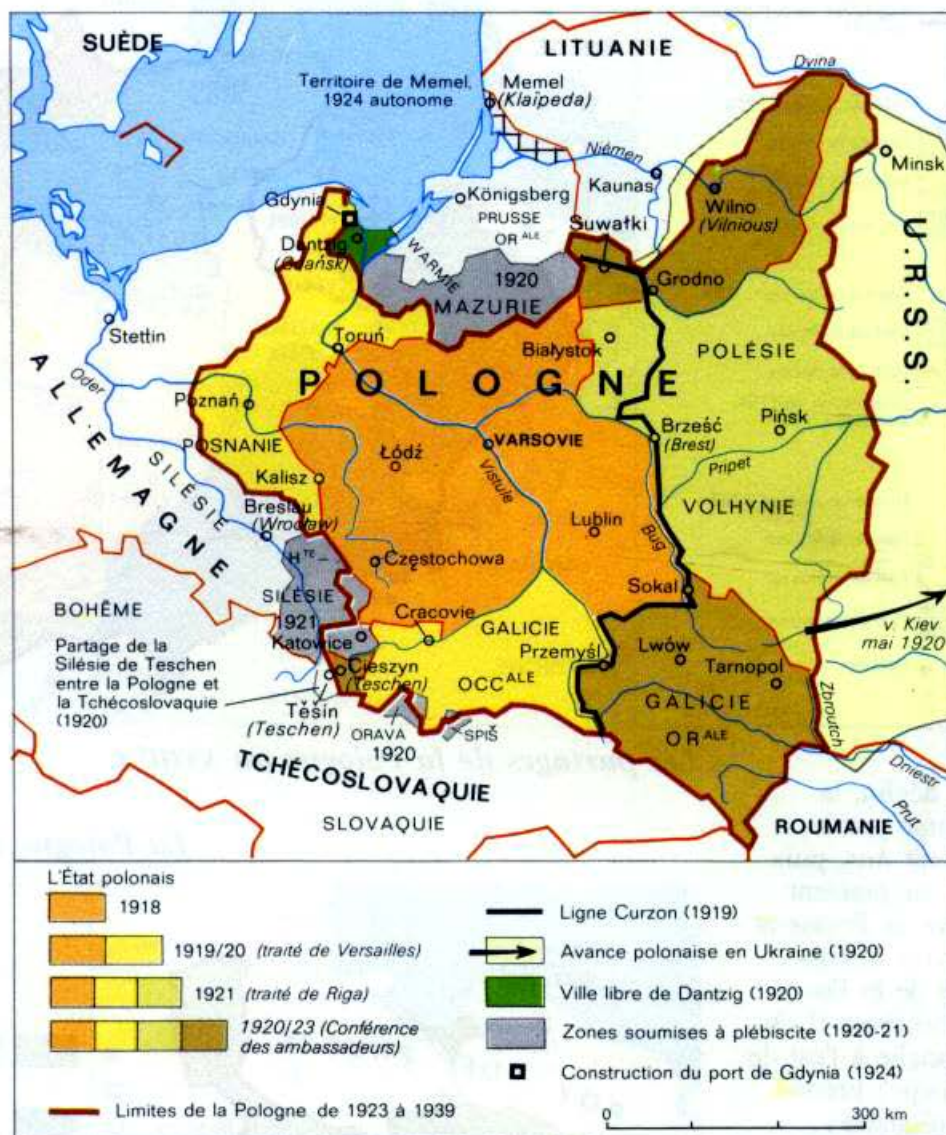 SUÈDE
LITUANIE
Dvina
Territoire de Memel,
1924 autonome
Memel
(Klaïpeda)
Niémen
Minsk
Kaunas
Königsberg
Gdynia
PRUSSE
OR ALE
Suwałki
Wilno
(Vilnious)
U.R.S.S.
Dantzig
(Gdańsk)
WARMIE
1920
MAZURIE
Grodno
Stettin
Toruń
Białystok
POLÉSIE
POLOGNE
ALLEMAGNE
Oder
Poznań
POSNANIE
VARSOVIE
Brześć
(Brest)
Pińsk
Łódź
Pripet
SILÉSIE
Kalisz
Vistule
VOLHYNIE
Breslau
(Wrocław)
Lublin
Bug
HTE-
SILÉSIE
1921
Częstochowa
Sokal
BOHÊME
Cracovie
GALICIE
OCC ALE
v. Kiev
mai 1920
Partage de la
Silésie de Teschen
entre la Pologne et
la Tchécoslovaquie
(1920)
Katowice
Przemyśl
Lwów
Tarnopol
Cieszyn
(Teschen)
GALICIE
OR ALE
Zbroutch
Těsín
(Teschen)
ORAVA
1920
SPIŠ
TCHÉCOSLOVAQUIE
Dniestr
Prut
SLOVAQUIE
ROUMANIE
L'État polonais
1918
1919/20 (traité de Versailles)
1921 (traité de Riga)
1920/23 (Conférence
des ambassadeurs)
Limites de la Pologne de 1923 à 1939
Ligne Curzon (1919)
Avance polonaise en Ukraine (1920)
Ville libre de Dantzig (1920)
Zones soumises à plébiscite (1920-21)
Construction du port de Gdynia (1924)
0 300 km